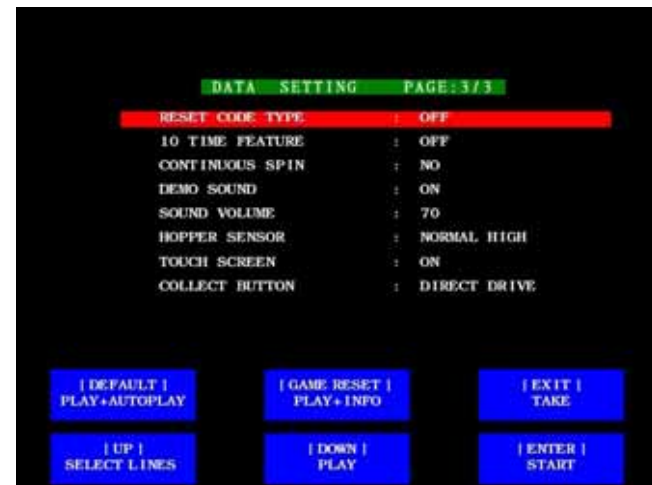 DATA SETTING PAGE:3/3
RESET CODE TYPE : OFF
10 TIME FEATURE : OFF
CONTINUOUS SPIN : NO
DEMO SOUND : ON
SOUND VOLUME : 70
HOPPER SENSOR : NORMAL HIGH
TOUCH SCREEN : ON
COLLECT BUTTON : DIRECT DRIVE
[ DEFAULT ]
PLAY+AUTOPLAY
[ GAME RESET ]
PLAY+INFO
[ EXIT ]
TAKE
[ UP ]
SELECT LINES
[ DOWN ]
PLAY
[ ENTER ]
START